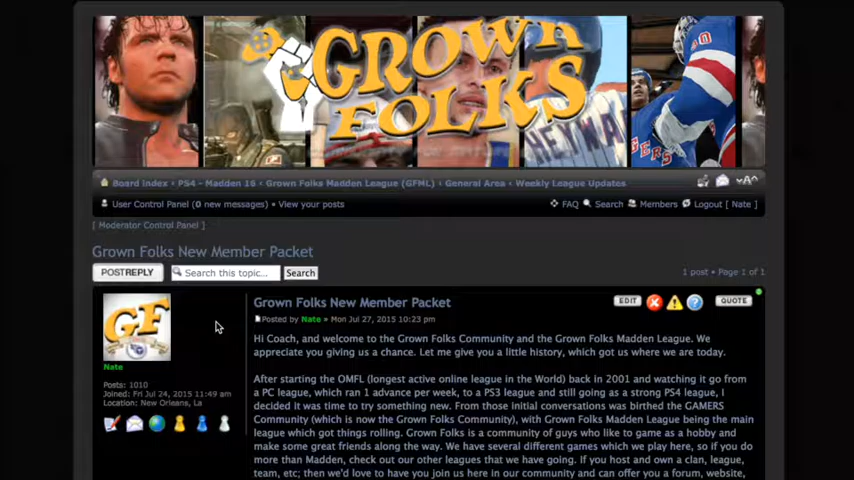 GROWN
FOLKS
HEYWA
GERS
Board index ‹ PS4 - Madden 16 ‹ Grown Folks Madden League (GFML) ‹ General Area ‹ Weekly League Updates
User Control Panel (0 new messages) • View your posts
FAQ Search Members Logout [ Nate ]
[ Moderator Control Panel ]
Grown Folks New Member Packet
POSTREPLY Search this topic... Search
1 post • Page 1 of 1
GF
Nate
Posts: 1010
Joined: Fri Jul 24, 2015 11:49 am
Location: New Orleans, La
Grown Folks New Member Packet
EDIT QUOTE
Posted by Nate » Mon Jul 27, 2015 10:23 pm
Hi Coach, and welcome to the Grown Folks Community and the Grown Folks Madden League. We
appreciate you giving us a chance. Let me give you a little history, which got us where we are today.
After starting the OMFL (longest active online league in the World) back in 2001 and watching it go from
a PC league, which ran 1 advance per week, to a PS3 league and still going as a strong PS4 league, I
decided it was time to try something new. From those initial conversations was birthed the GAMERS
Community (which is now the Grown Folks Community), with Grown Folks Madden League being the main
league which got things rolling. Grown Folks is a community of guys who like to game as a hobby and
make some great friends along the way. We have several different games which we play here, so if you do
more than Madden, check out our other leagues that we have going. If you host and own a clan, league,
team, etc; then we'd love to have you join us here in our community and can offer you a forum, website,